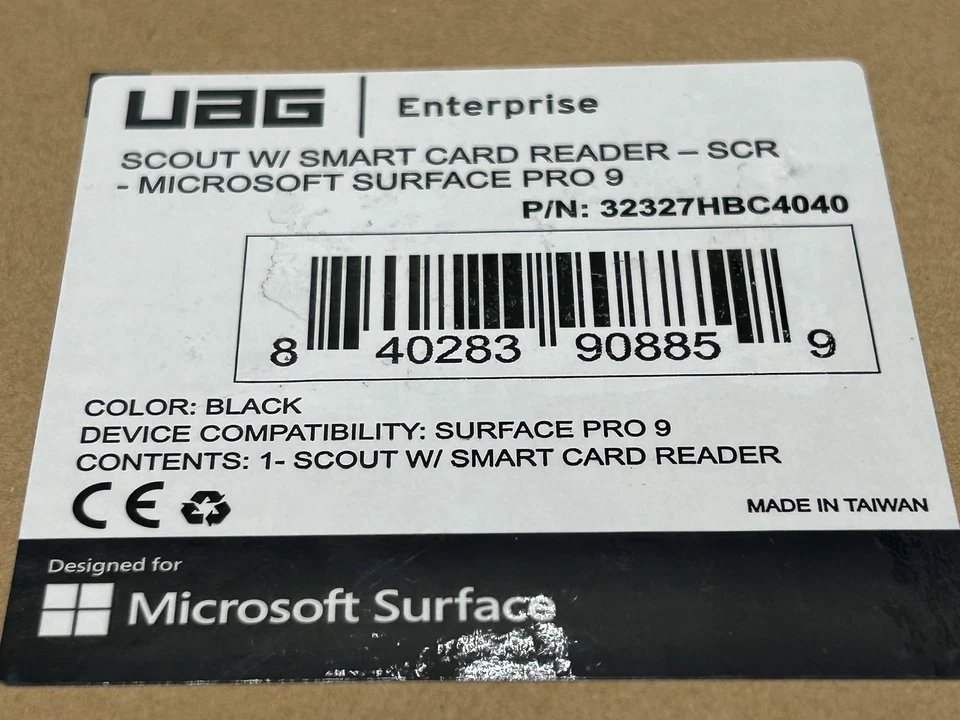 UAG | Enterprise
SCOUT W/ SMART CARD READER – SCR
- MICROSOFT SURFACE PRO 9
P/N: 32327HBC4040
8 40283 90885 9
COLOR: BLACK
DEVICE COMPATIBILITY: SURFACE PRO 9
CONTENTS: 1- SCOUT W/ SMART CARD READER
CE
MADE IN TAIWAN
Designed for
Microsoft Surface